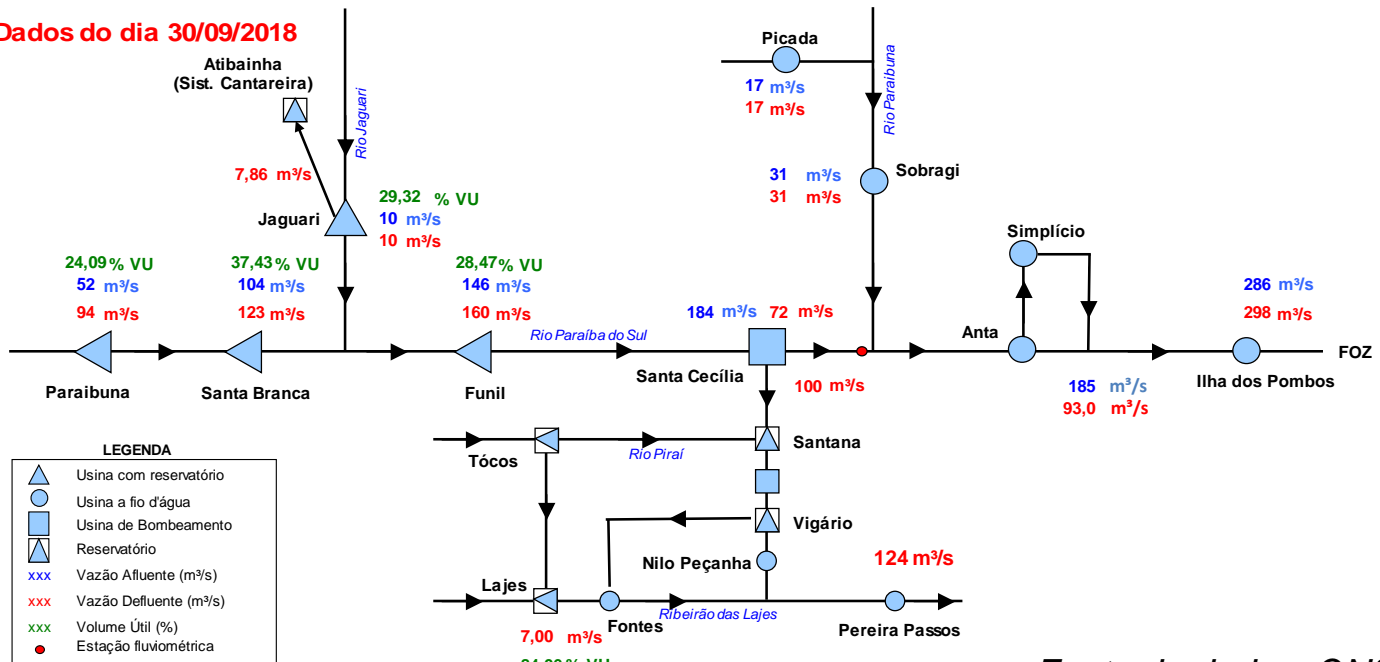 Dados do dia 30/09/2018
Atibainha
(Sist. Cantareira)
Rio Jaguari
7,86 m³/s
Jaguari
29,32 % VU
10 m³/s
10 m³/s
Picada
17 m³/s
17 m³/s
Rio Paraibuna
31 m³/s
31 m³/s
Sobragi
24,09% VU
52 m³/s
94 m³/s
Paraibuna
37,43% VU
104 m³/s
123 m³/s
Santa Branca
28,47% VU
146 m³/s
160 m³/s
Funil
Rio Paraíba do Sul
184 m³/s 72 m³/s
Santa Cecília
100 m³/s
Simplício
Anta
185 m³/s
93,0 m³/s
286 m³/s
298 m³/s
Ilha dos Pombos
FOZ
Tócos
Rio Piraí
Santana
Vigário
Nilo Peçanha
124 m³/s
Lajes
Fontes
Ribeirão das Lajes
Pereira Passos
7,00 m³/s
LEGENDA
Usina com reservatório
Usina a fio d'água
Usina de Bombeamento
Reservatório
xxx Vazão Afluente (m³/s)
xxx Vazão Defluente (m³/s)
xxx Volume Útil (%)
Estação fluviométrica